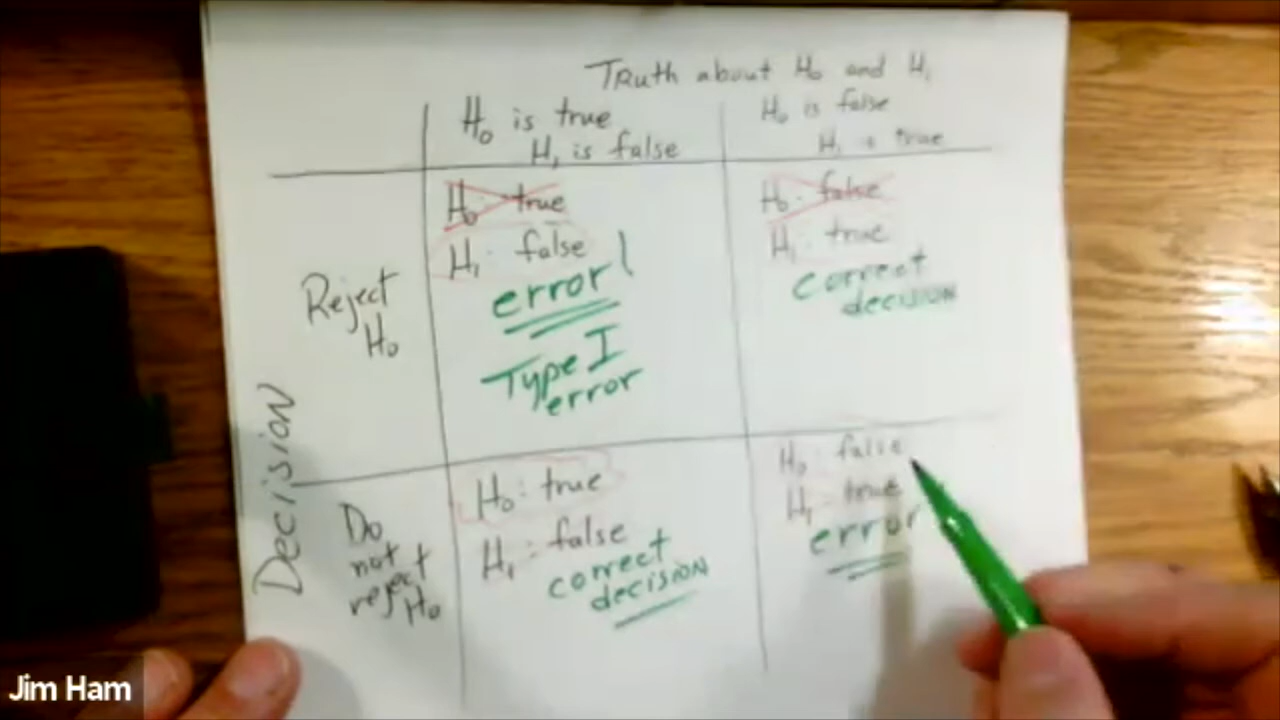 Truth about H₀ and H₁
H₀ is true
H₁ is false
H₀ is false
H₁ is true
Decision
Reject
H₀
H₀: true
H₁: false
error!
Type I
error
H₀: false
H₁: true
correct
decision
Do
not
reject
H₀
H₀: true
H₁: false
correct
decision
H₀: false
H₁: true
error
Jim Ham